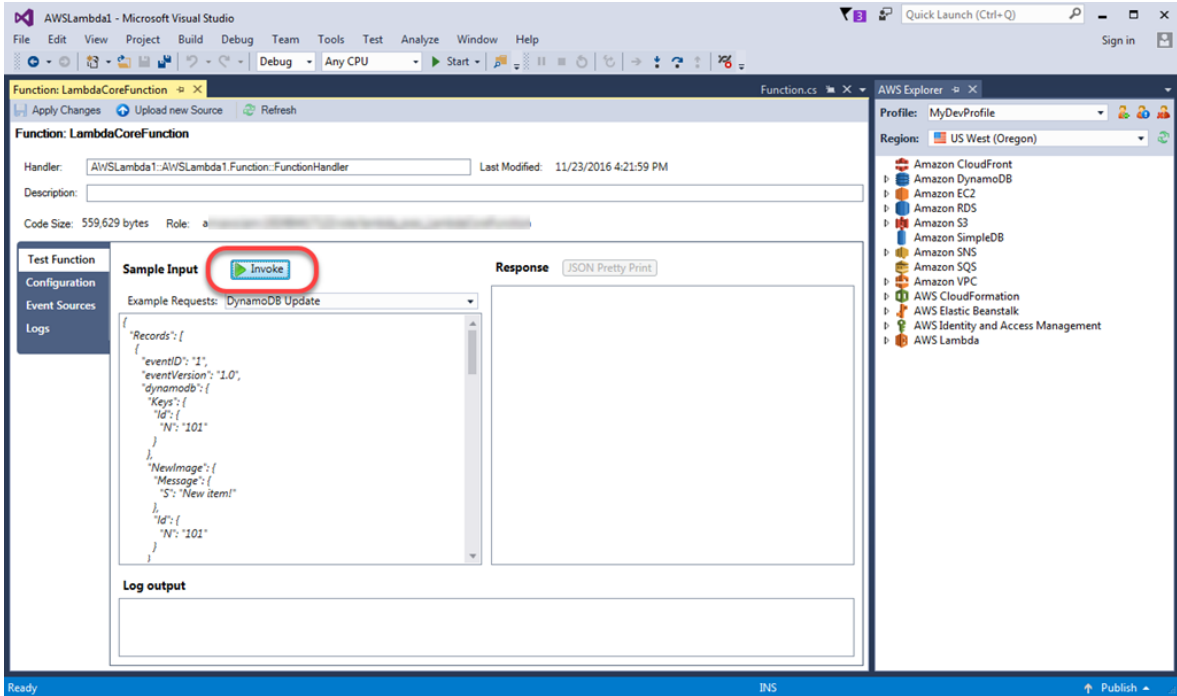 AWSLambda1 - Microsoft Visual Studio
3
Quick Launch (Ctrl+Q)
File Edit View Project Build Debug Team Tools Test Analyze Window Help
Sign in
Debug Any CPU Start
Function: LambdaCoreFunction
Function.cs
AWS Explorer
Apply Changes Upload new Source Refresh
Function: LambdaCoreFunction
Handler: AWSLambda1::AWSLambda1.Function::FunctionHandler Last Modified: 11/23/2016 4:21:59 PM
Description:
Code Size: 559,629 bytes Role: a
Test Function
Configuration
Event Sources
Logs
Sample Input Invoke
Example Requests: DynamoDB Update
{
"Records": [
{
"eventID": "1",
"eventVersion": "1.0",
"dynamodb": {
"Keys": {
"Id": {
"N": "101"
}
},
"NewImage": {
"Message": {
"S": "New item!"
},
"Id": {
"N": "101"
}
}
Response JSON Pretty Print
Log output
Profile: MyDevProfile
Region: US West (Oregon)
Amazon CloudFront
Amazon DynamoDB
Amazon EC2
Amazon RDS
Amazon S3
Amazon SimpleDB
Amazon SNS
Amazon SQS
Amazon VPC
AWS CloudFormation
AWS Elastic Beanstalk
AWS Identity and Access Management
AWS Lambda
Ready INS Publish